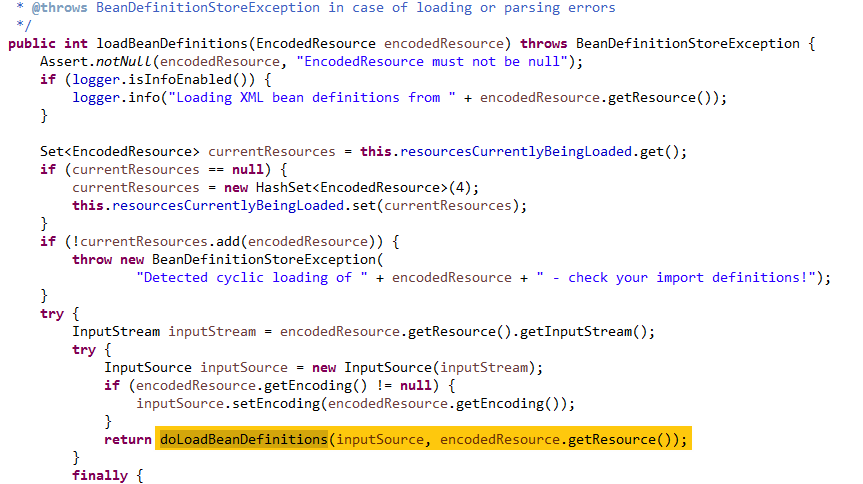 * @throws BeanDefinitionStoreException in case of loading or parsing errors
*/
public int loadBeanDefinitions(EncodedResource encodedResource) throws BeanDefinitionStoreException {
Assert.notNull(encodedResource, "EncodedResource must not be null");
if (logger.isInfoEnabled()) {
logger.info("Loading XML bean definitions from " + encodedResource.getResource());
}
Set<EncodedResource> currentResources = this.resourcesCurrentlyBeingLoaded.get();
if (currentResources == null) {
currentResources = new HashSet<EncodedResource>(4);
this.resourcesCurrentlyBeingLoaded.set(currentResources);
}
if (!currentResources.add(encodedResource)) {
throw new BeanDefinitionStoreException(
"Detected cyclic loading of " + encodedResource + " - check your import definitions!");
}
try {
InputStream inputStream = encodedResource.getResource().getInputStream();
try {
InputSource inputSource = new InputSource(inputStream);
if (encodedResource.getEncoding() != null) {
inputSource.setEncoding(encodedResource.getEncoding());
}
return doLoadBeanDefinitions(inputSource, encodedResource.getResource());
}
finally {